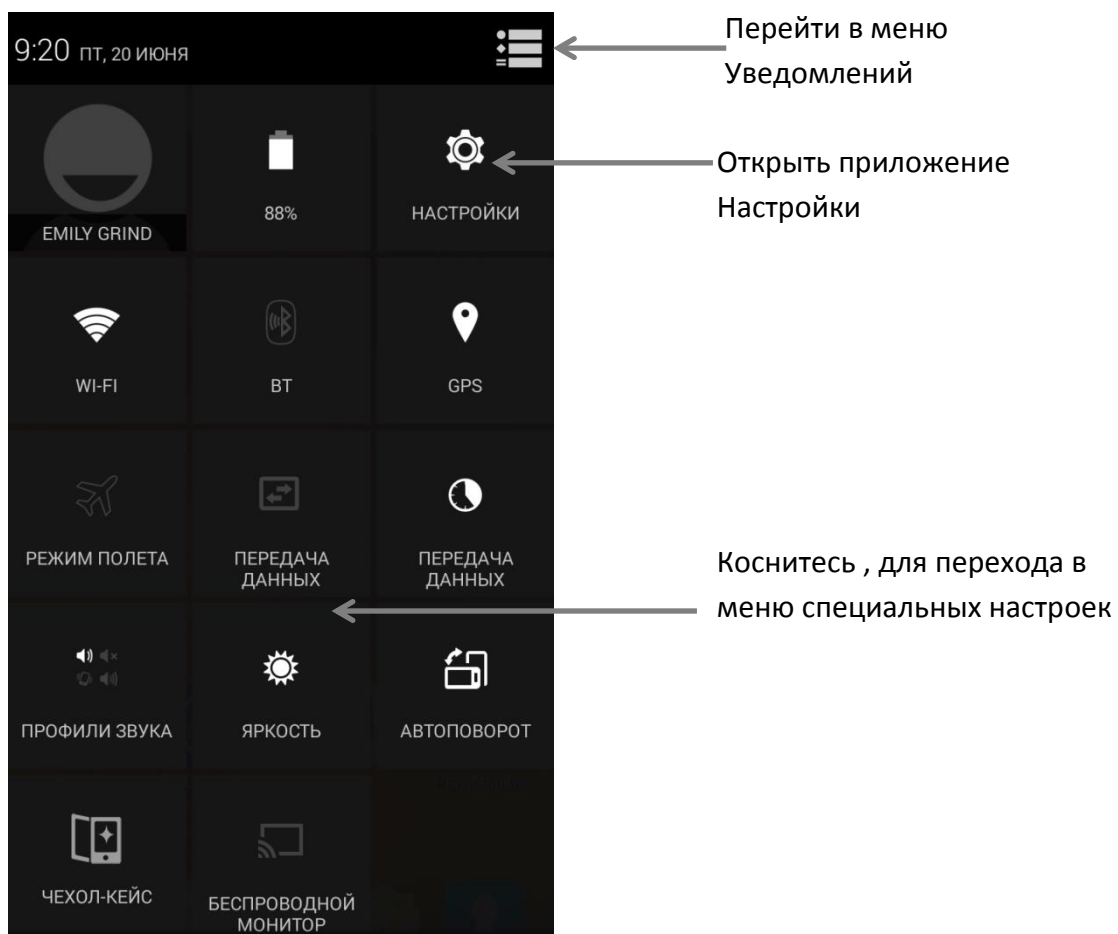 9:20 ПТ, 20 ИЮНЯ
Перейти в меню
Уведомлений
EMILY GRIND
88%
НАСТРОЙКИ
Открыть приложение
Настройки
WI-FI
BT
GPS
РЕЖИМ ПОЛЕТА
ПЕРЕДАЧА
ДАННЫХ
ПЕРЕДАЧА
ДАННЫХ
Коснитесь , для перехода в
меню специальных настроек
ПРОФИЛИ ЗВУКА
ЯРКОСТЬ
АВТОПОВОРОТ
ЧЕХОЛ-КЕЙС
БЕСПРОВОДНОЙ
МОНИТОР